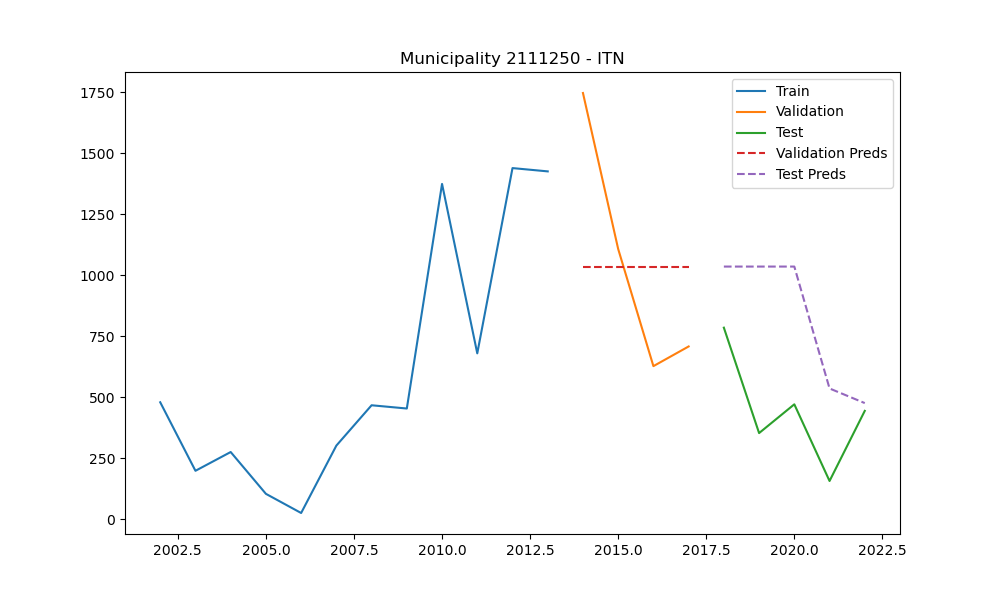 Municipality 2111250 - ITN
1750
1500
1250
1000
750
500
250
0
Train
Validation
Test
Validation Preds
Test Preds
2002.5 2005.0 2007.5 2010.0 2012.5 2015.0 2017.5 2020.0 2022.5